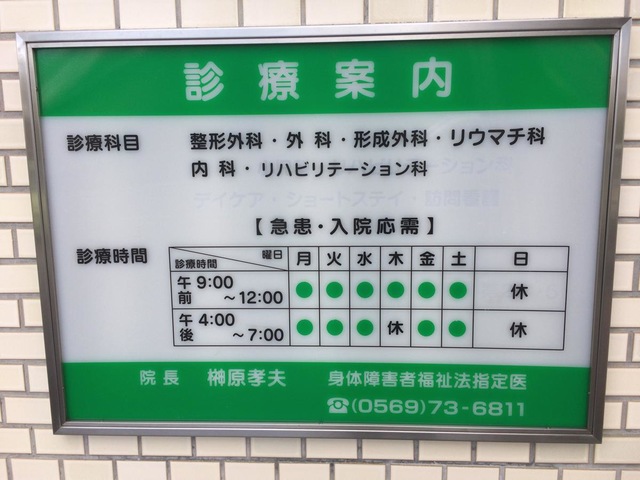 診療案内
診療科目 整形外科・外科・形成外科・リウマチ科
内科・リハビリテーション科
【急患・入院応需】
診療時間 診療時間 曜日 月 火 水 木 金 土 日
午前 9:00～12:00 ● ● ● ● ● ● 休
午後 4:00～7:00 ● ● ● 休 ● ● 休
院長 榊原孝夫 身体障害者福祉法指定医
☎(0569)73-6811